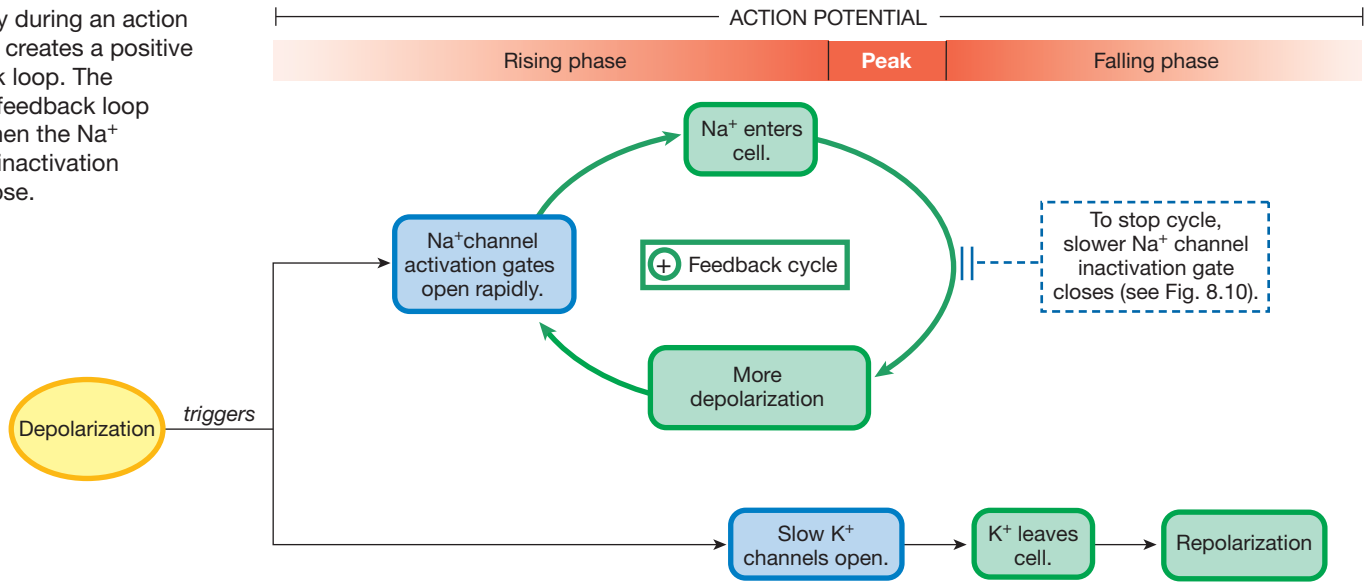 y during an action
creates a positive
k loop. The
feedback loop
nen the Na⁺
inactivation
ose.
ACTION POTENTIAL
Rising phase
Peak
Falling phase
Na⁺ enters
cell.
Na⁺channel
activation gates
open rapidly.
+ Feedback cycle
To stop cycle,
slower Na⁺ channel
inactivation gate
closes (see Fig. 8.10).
More
depolarization
Depolarization
triggers
Slow K⁺
channels open.
K⁺ leaves
cell.
Repolarization